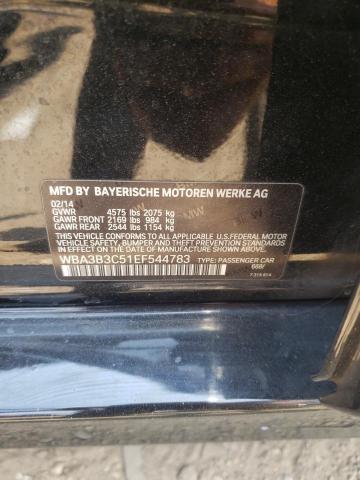 MFD BY BAYERISCHE MOTOREN WERKE AG
02/14
GVWR 4575 lbs 2075 kg
GAWR FRONT 2169 lbs 984 kg
GAWR REAR 2544 lbs 1154 kg
THIS VEHICLE CONFORMS TO ALL APPLICABLE U.S.FEDERAL MOTOR
VEHICLE SAFETY, BUMPER, AND THEFT PREVENTION STANDARDS
IN EFFECT ON THE DATE OF MANUFACTURE SHOWN ABOVE.
WBA3B3C51EF544783 TYPE: PASSENGER CAR
668/